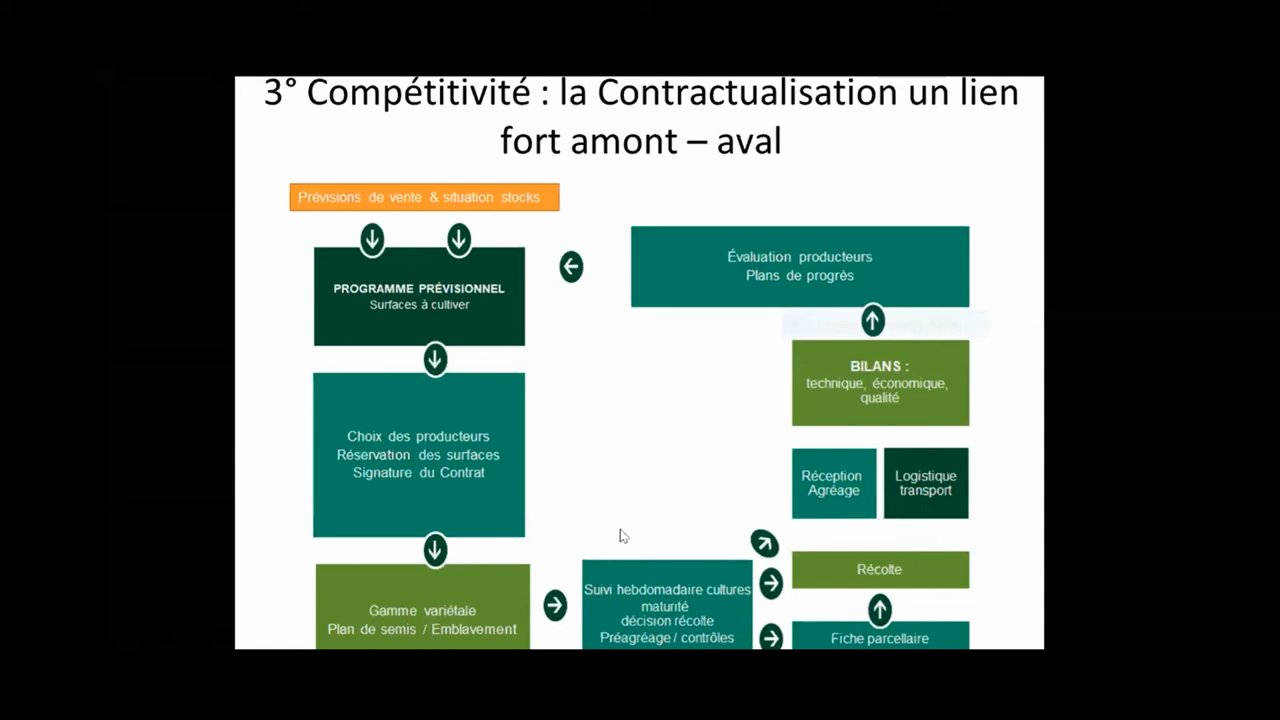 3° Compétitivité : la Contractualisation un lien
fort amont – aval
Prévisions de vente & situation stocks
PROGRAMME PRÉVISIONNEL
Surfaces à cultiver
Choix des producteurs
Réservation des surfaces
Signature du Contrat
Gamme variétale
Plan de semis / Emblavement
Suivi hebdomadaire cultures
maturité
décision récolte
Préagréage / contrôles
Évaluation producteurs
Plans de progrès
BILANS :
technique, économique,
qualité
Réception
Agréage
Logistique
transport
Récolte
Fiche parcellaire